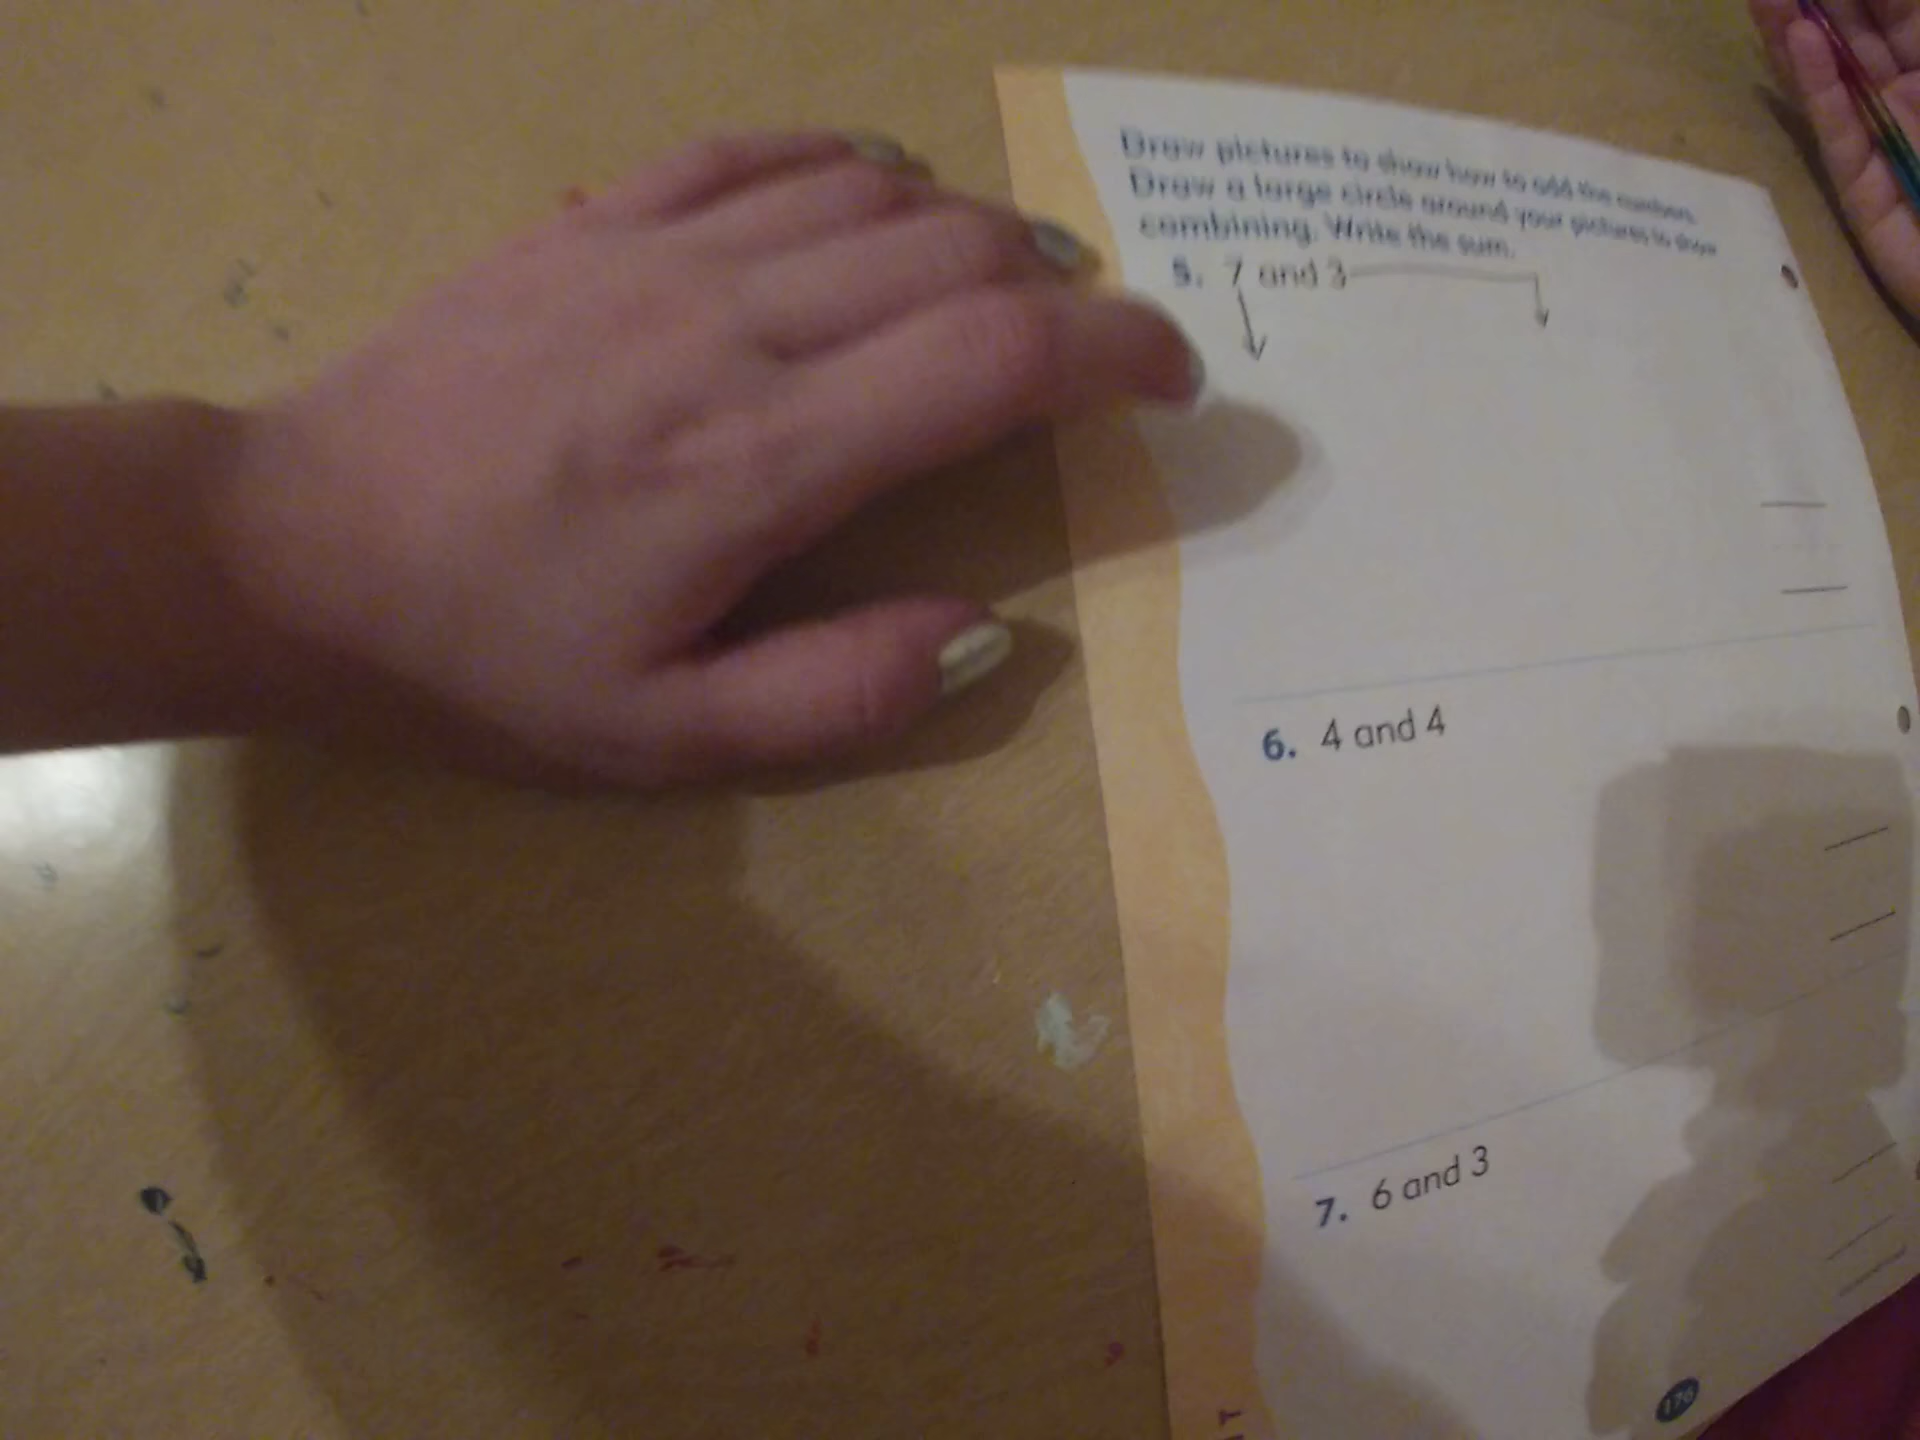 Draw pictures to show how to add the numbers.
Draw a large circle around your pictures to show
combining. Write the sum.
5. 7 and 3
6. 4 and 4
7. 6 and 3
176